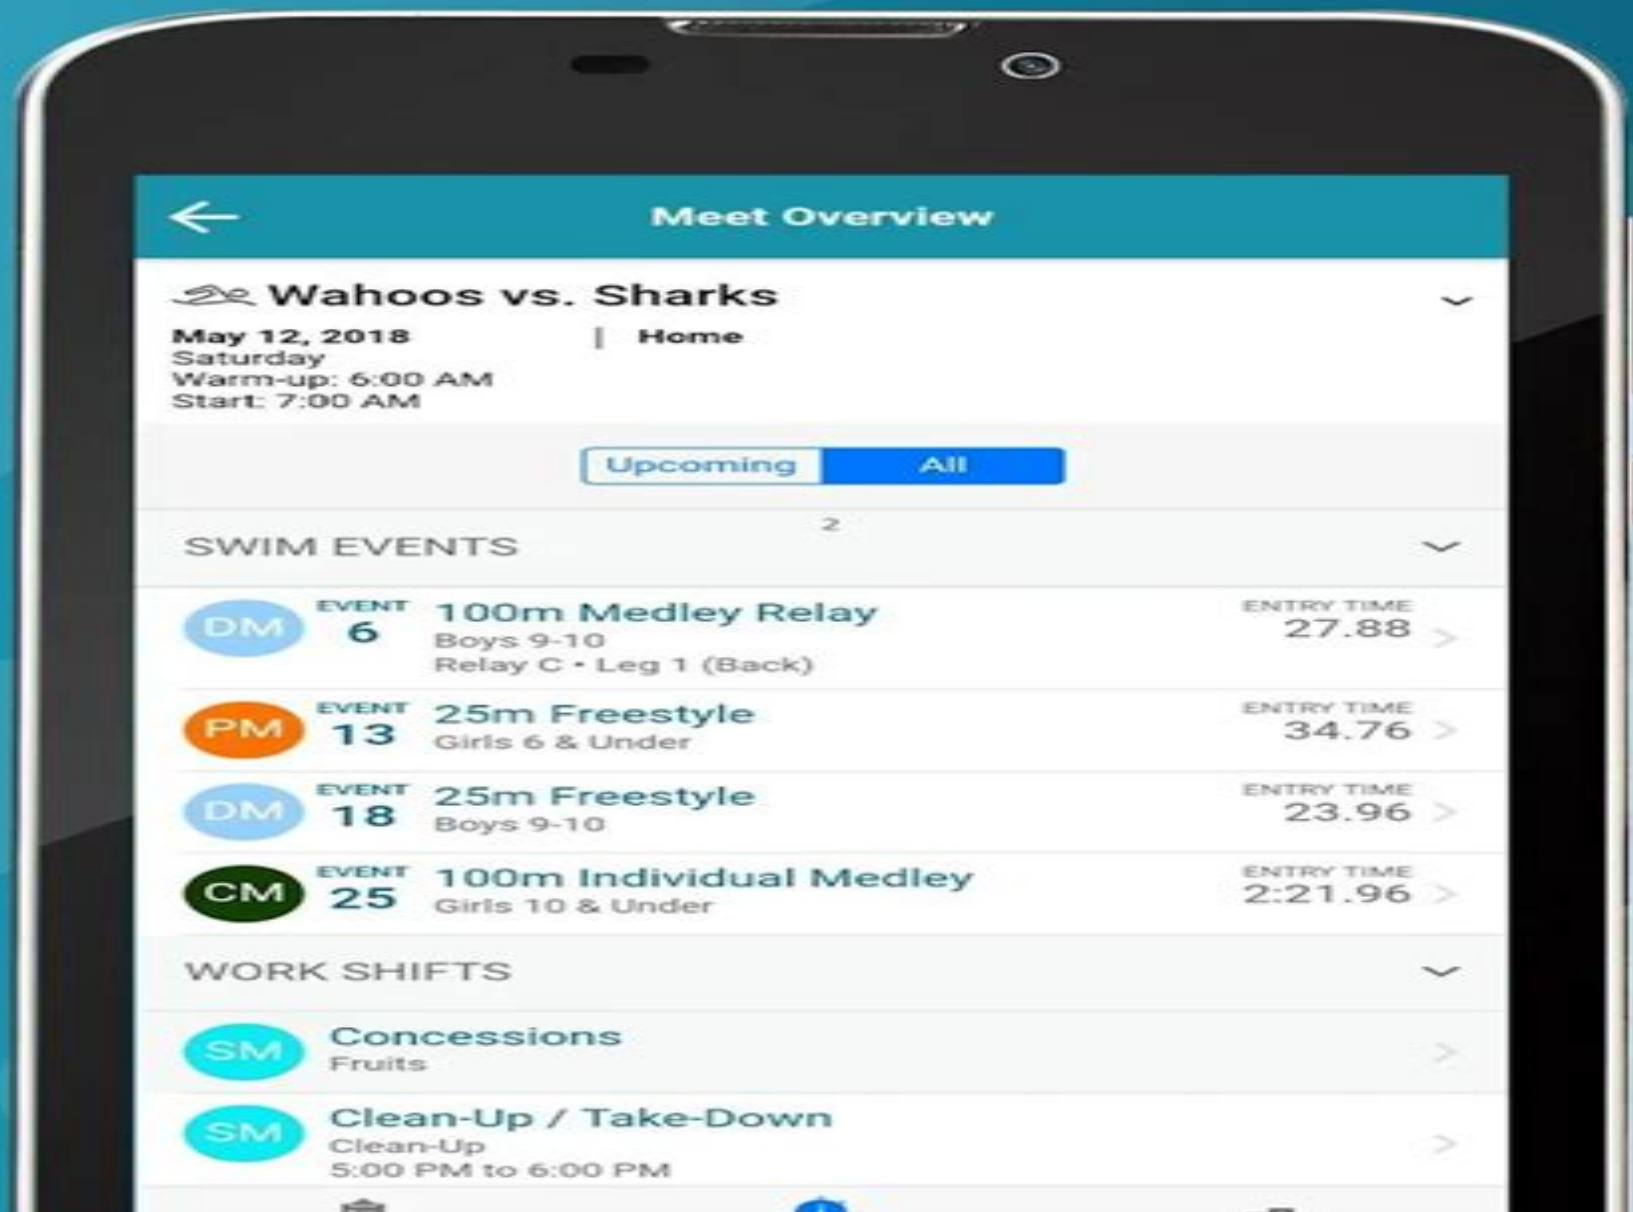 Meet Overview
Wahoos vs. Sharks
May 12, 2018 | Home
Saturday
Warm-up: 6:00 AM
Start: 7:00 AM
Upcoming All
2
SWIM EVENTS
DM EVENT 6 100m Medley Relay ENTRY TIME 27.88
Boys 9-10
Relay C • Leg 1 (Back)
PM EVENT 13 25m Freestyle ENTRY TIME 34.76
Girls 6 & Under
DM EVENT 18 25m Freestyle ENTRY TIME 23.96
Boys 9-10
CM EVENT 25 100m Individual Medley ENTRY TIME 2:21.96
Girls 10 & Under
WORK SHIFTS
SM Concessions
Fruits
SM Clean-Up / Take-Down
Clean-Up
5:00 PM to 6:00 PM